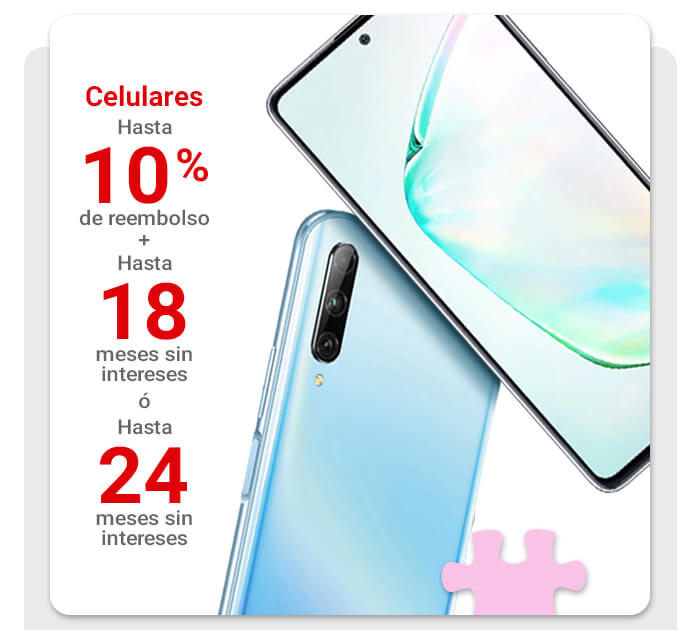 Celulares
Hasta
10%
de reembolso
+
Hasta
18
meses sin
intereses
ó
Hasta
24
meses sin
intereses